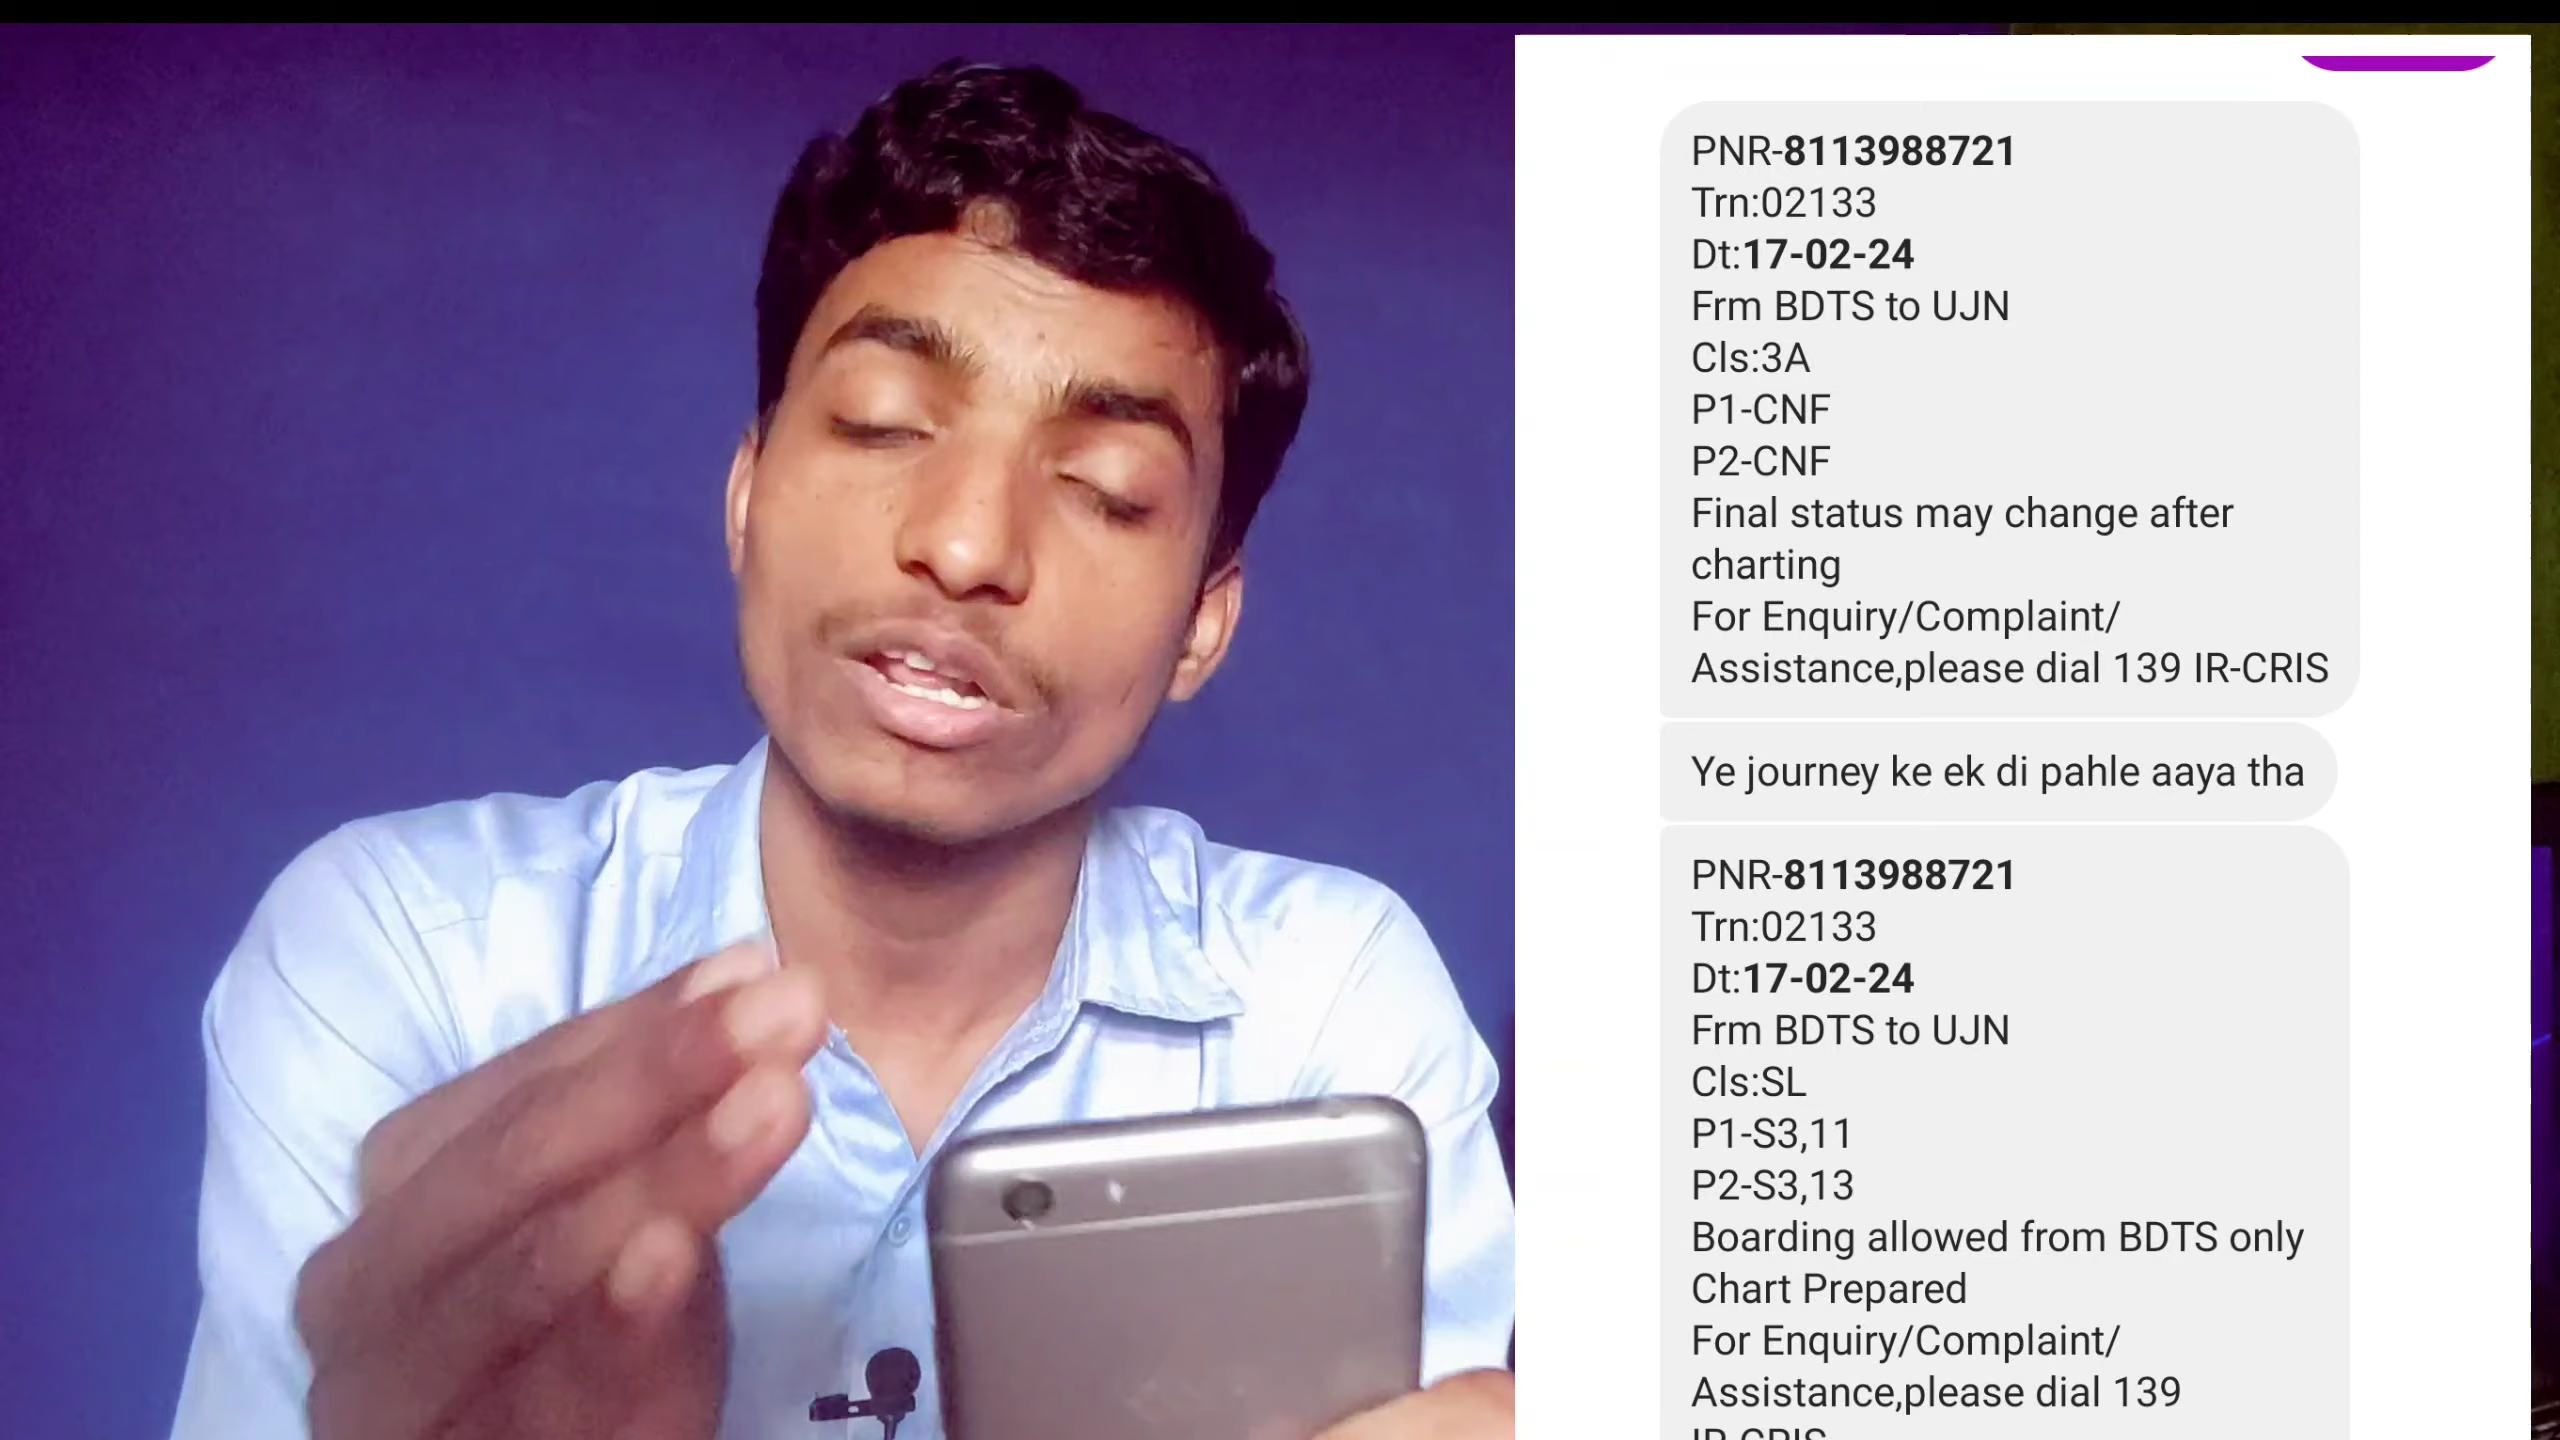 PNR-8113988721
Trn:02133
Dt:17-02-24
Frm BDTS to UJN
Cls:3A
P1-CNF
P2-CNF
Final status may change after
charting
For Enquiry/Complaint/
Assistance,please dial 139 IR-CRIS
Ye journey ke ek di pahle aaya tha
PNR-8113988721
Trn:02133
Dt:17-02-24
Frm BDTS to UJN
Cls:SL
P1-S3,11
P2-S3,13
Boarding allowed from BDTS only
Chart Prepared
For Enquiry/Complaint/
Assistance,please dial 139
IR-CRIS